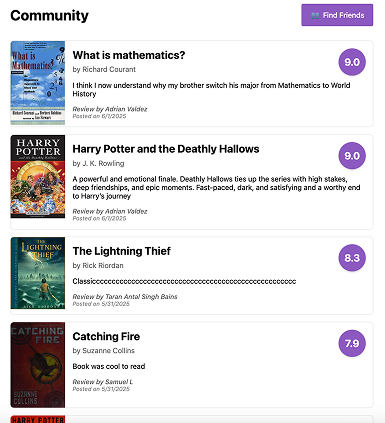 Community
Find Friends
What is Mathematics?
Richard Courant and Herbert Robbins
What is mathematics?
by Richard Courant
I think I now understand why my brother switch his major from Mathematics to World
History
Review by Adrian Valdez
Posted on 6/1/2025
9.0
HARRY
POTTER
Harry Potter and the Deathly Hallows
by J. K. Rowling
A powerful and emotional finale. Deathly Hallows ties up the series with high stakes,
deep friendships, and epic moments. Fast-paced, dark, and satisfying and a worthy end
to Harry's journey
Review by Adrian Valdez
Posted on 6/1/2025
9.0
THE
LIGHTNING
THIEF
RICK RIORDAN
The Lightning Thief
by Rick Riordan
Classicccccccccccccccccccccccccccccccccccccccccccccccccccc
Review by Taran Antal Singh Bains
Posted on 5/31/2025
8.3
CATCHING
FIRE
SUZANNE
COLLINS
Catching Fire
by Suzanne Collins
Book was cool to read
Review by Samuel L
Posted on 5/31/2025
7.9
HARRY POTTER